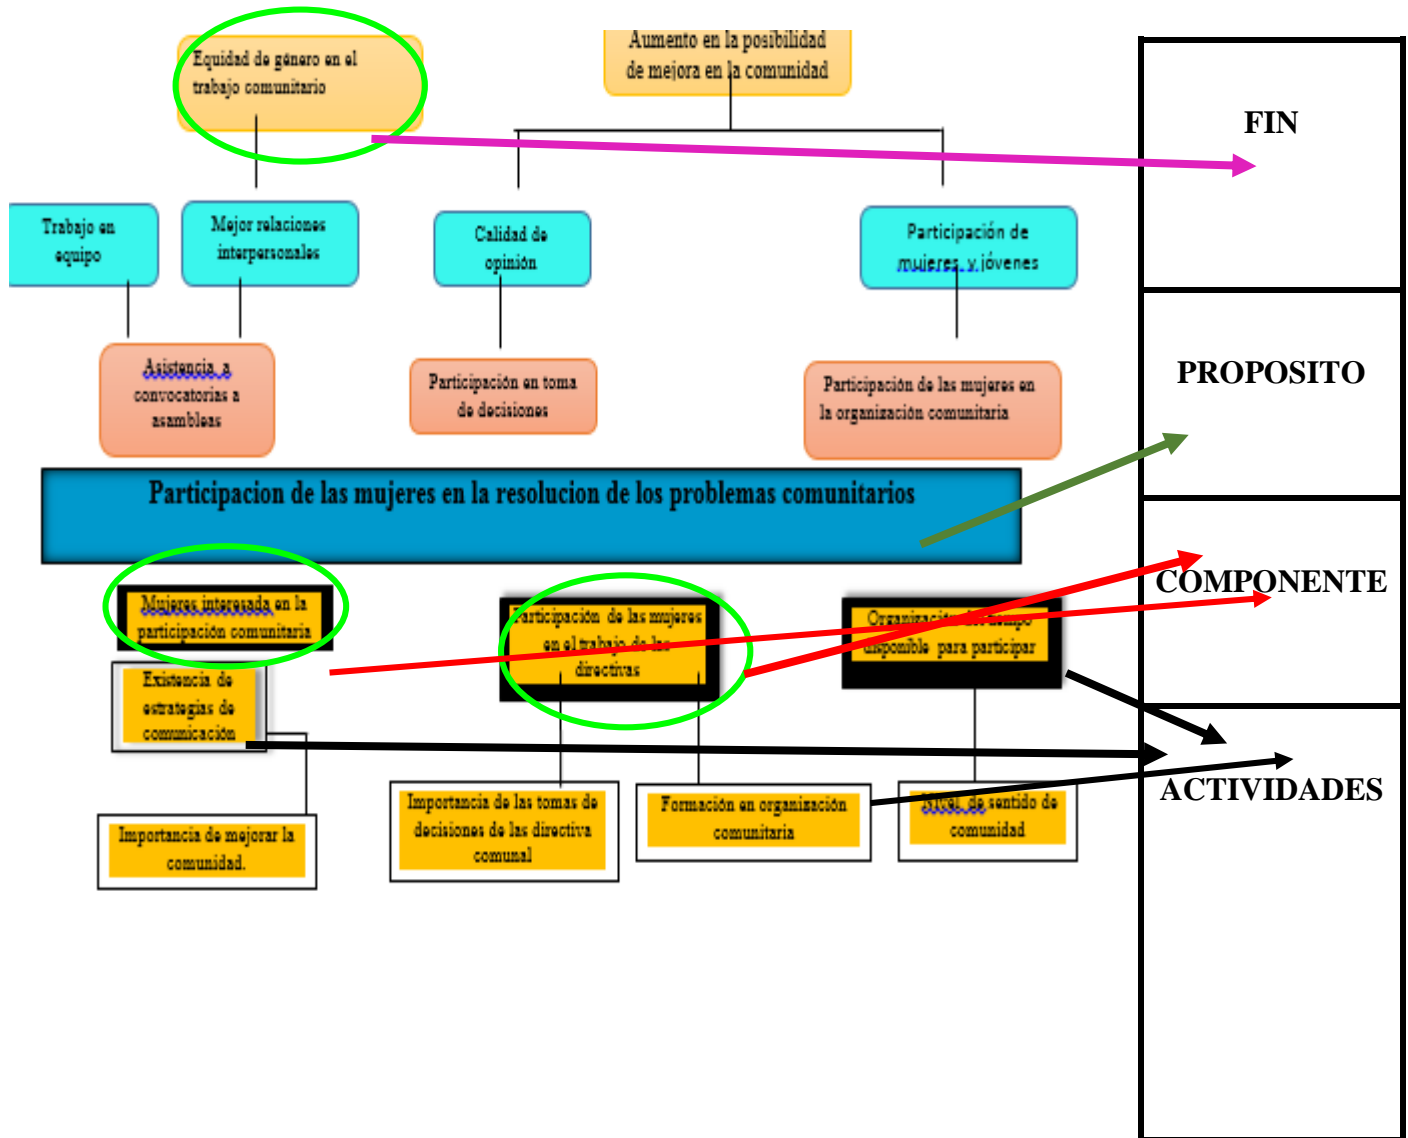 Equidad de género en el
trabajo comunitario
Aumento en la posibilidad
de mejora en la comunidad
FIN
Trabajo en
equipo
Mejor relaciones
interpersonales
Calidad de
opinión
Participación de
mujeres y jóvenes
Asistencia a
convocatorias a
asambleas
Participación en toma
de decisiones
Participación de las mujeres en
la organización comunitaria
PROPOSITO
Participacion de las mujeres en la resolucion de los problemas comunitarios
Mujeres interesada en la
participación comunitaria
Participación de las mujeres
en el trabajo de las
directivas
Organización del tiempo
disponible para participar
COMPONENTE
Existencia de
estrategias de
comunicación
Importancia de mejorar la
comunidad.
Importancia de las tomas de
decisiones de las directiva
comunal
Formación en organización
comunitaria
Nivel de sentido de
comunidad
ACTIVIDADES